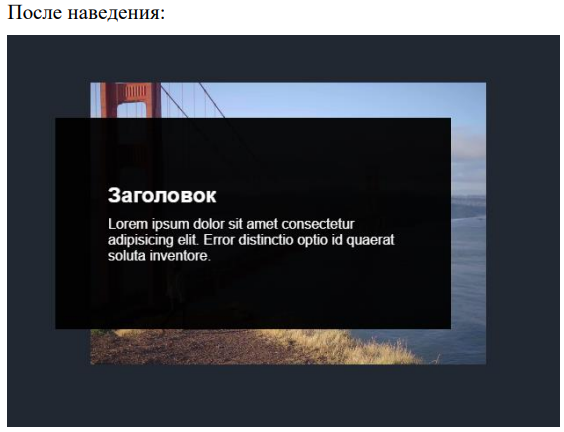 После наведения:
Заголовок
Lorem ipsum dolor sit amet consectetur
adipisicing elit. Error distinctio optio id quaerat
soluta inventore.